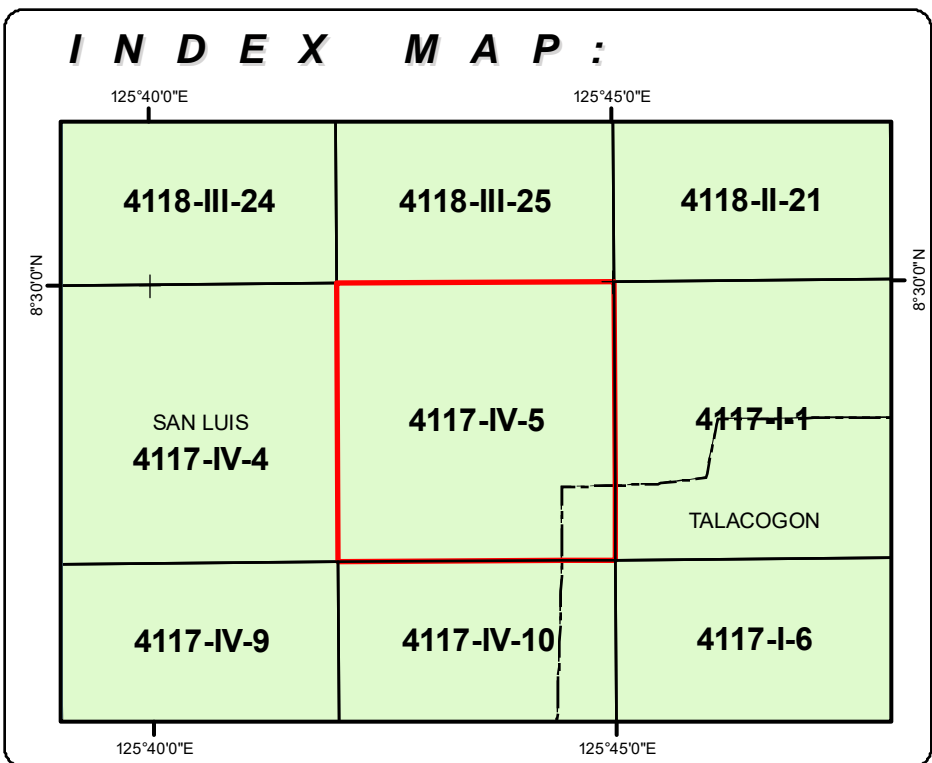 INDEX MAP:
125°40'0"E 125°45'0"E
4118-III-24 4118-III-25 4118-II-21
8°30'0"N 8°30'0"N
SAN LUIS
4117-IV-4 4117-IV-5 4117-I-1
TALACOGON
4117-IV-9 4117-IV-10 4117-I-6
125°40'0"E 125°45'0"E